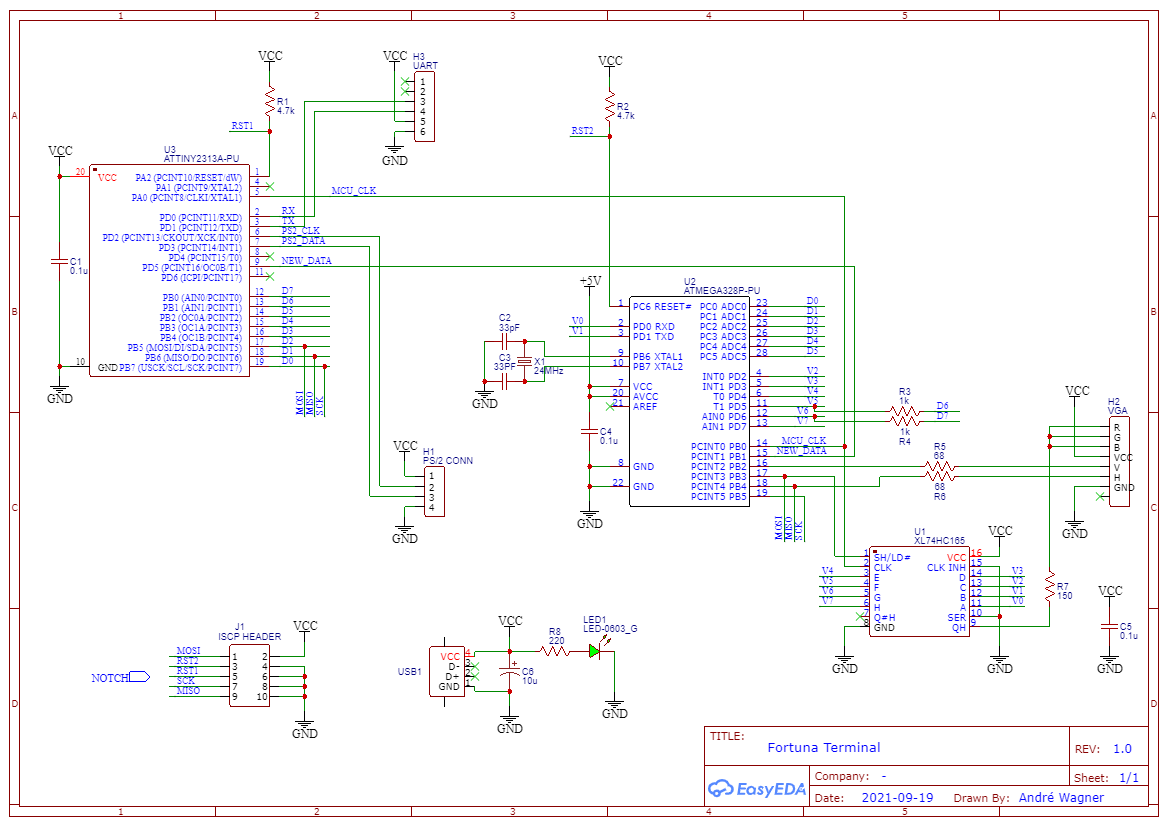 1 2 3 4 5
A A
B B
C C
D D
1 2 3 4 5
VCC
R1
4.7k
RST1
VCC
H3
UART
1
2
3
4
5
6
GND
VCC
R2
4.7k
RST2
VCC
C1
0.1u
GND
U3
ATTINY2313A-PU
20 VCC
10 GND
PA2 (PCINT10/RESET/dW) 1
PA1 (PCINT9/XTAL2) 4
PA0 (PCINT8/CLKI/XTAL1) 5 MCU_CLK
PD0 (PCINT11/RXD) 2 RX
PD1 (PCINT12/TXD) 3 TX
PD2 (PCINT13/CKOUT/XCK/INT0) 6 PS2_CLK
PD3 (PCINT14/INT1) 7 PS2_DATA
PD4 (PCINT15/T0) 8
PD5 (PCINT16/OC0B/T1) 9 NEW_DATA
PD6 (ICPI/PCINT17) 11
PB0 (AIN0/PCINT0) 12 D7
PB1 (AIN1/PCINT1) 13 D6
PB2 (OC0A/PCINT2) 14 D5
PB3 (OC1A/PCINT3) 15 D4
PB4 (OC1B/PCINT4) 16 D3
PB5 (MOSI/DI/SDA/PCINT5) 17 D2
PB6 (MISO/DO/PCINT6) 18 D1
PB7 (USCK/SCL/SCK/PCINT7) 19 D0
MOSI
MISO
SCK
+5V
U2
ATMEGA328P-PU
1 PC6 RESET#
V0 2 PD0 RXD
V1 3 PD1 TXD
9 PB6 XTAL1
10 PB7 XTAL2
7 VCC
20 AVCC
21 AREF
8 GND
22 GND
PC0 ADC0 23 D0
PC1 ADC1 24 D1
PC2 ADC2 25 D2
PC3 ADC3 26 D3
PC4 ADC4 27 D4
PC5 ADC5 28 D5
INT0 PD2 4 V2
INT1 PD3 5 V3
T0 PD4 6 V4
T1 PD5 11 V5
AIN0 PD6 12 V6
AIN1 PD7 13 V7
PCINT0 PB0 14 MCU_CLK
PCINT1 PB1 15 NEW_DATA
PCINT2 PB2 16
PCINT3 PB3 17
PCINT4 PB4 18
PCINT5 PB5 19
MOSI
MISO
SCK
C2
33pF
C3
33PF
X1
24MHz
GND
C4
0.1u
GND
R3
1k
D6
D7
1k
R4
R5
68
68
R6
VCC
H2
VGA
R
G
B
VCC
V
H
GND
GND
VCC
H1
PS/2 CONN
1
2
3
4
GND
U1
XL74HC165
1 SH/LD#
2 CLK
V4 3 E
V5 4 F
V6 5 G
V7 6 H
7 Q#H
8 GND
VCC 16
CLK INH 15
D 14 V3
C 13 V2
B 12 V1
A 11 V0
SER 10
QH 9
VCC
GND
GND
R7
150
VCC
C5
0.1u
GND
J1
ISCP HEADER
VCC
MOSI 1 2
RST2 3 4
RST1 5 6
SCK 7 8
MISO 9 10
NOTCH
GND
USB1
VCC 4
D- 3
D+ 2
GND 1
VCC
C6
10u
GND
R8
220
LED1
LED-0603_G
GND
TITLE:
Fortuna Terminal
REV: 1.0
EasyEDA
Company: -
Sheet: 1/1
Date: 2021-09-19 Drawn By: André Wagner